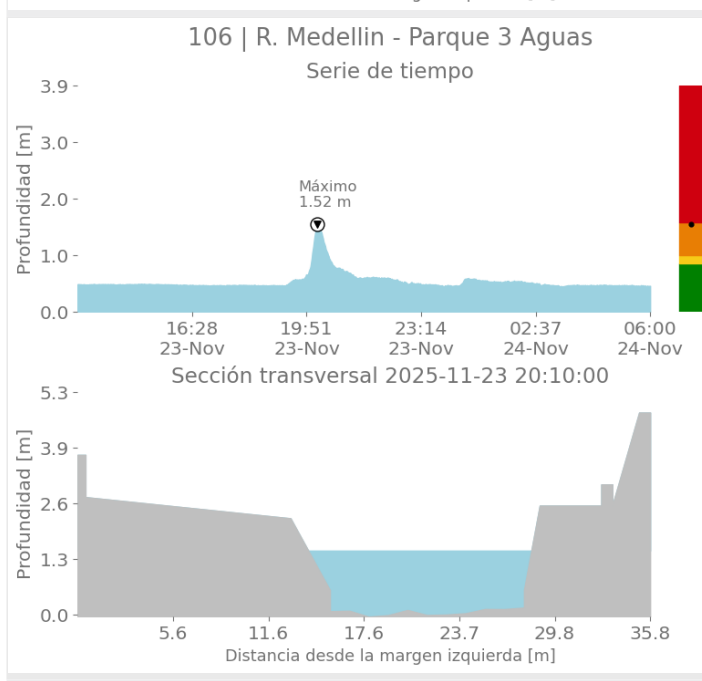 106 | R. Medellin - Parque 3 Aguas
Serie de tiempo
Profundidad [m]
3.9
3.0
2.0
1.0
0.0
Máximo
1.52 m
16:28 19:51 23:14 02:37 06:00
23-Nov 23-Nov 23-Nov 24-Nov 24-Nov
Sección transversal 2025-11-23 20:10:00
Profundidad [m]
5.3
3.9
2.6
1.3
0.0
5.6 11.6 17.6 23.7 29.8 35.8
Distancia desde la margen izquierda [m]